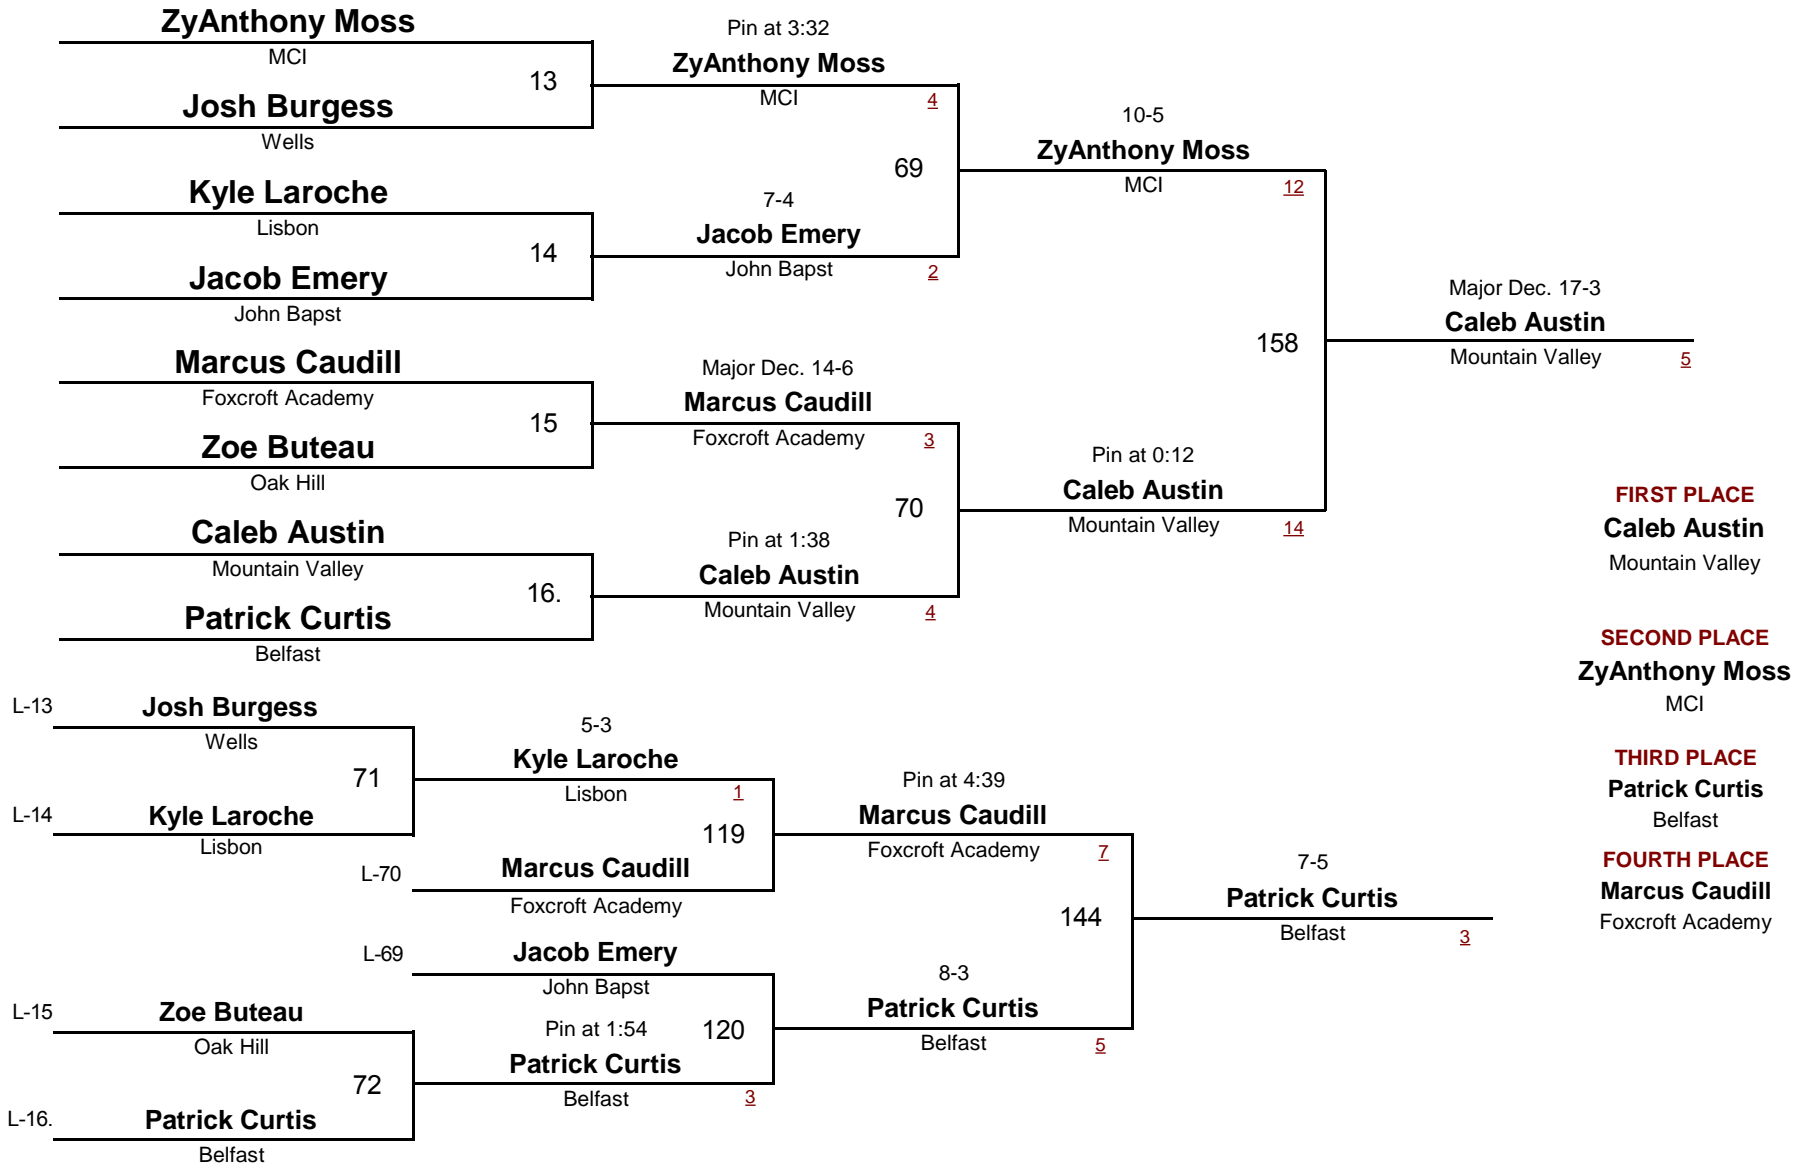 ZyAnthony Moss
MCI
13
Josh Burgess
Wells
Pin at 3:32
ZyAnthony Moss
MCI
4
Kyle Laroche
Lisbon
14
Jacob Emery
John Bapst
7-4
Jacob Emery
John Bapst
2
69
10-5
ZyAnthony Moss
MCI
12
Marcus Caudill
Foxcroft Academy
15
Zoe Buteau
Oak Hill
Major Dec. 14-6
Marcus Caudill
Foxcroft Academy
3
Caleb Austin
Mountain Valley
16.
Patrick Curtis
Belfast
Pin at 1:38
Caleb Austin
Mountain Valley
4
70
Pin at 0:12
Caleb Austin
Mountain Valley
14
158
Major Dec. 17-3
Caleb Austin
Mountain Valley
5
L-13
Josh Burgess
Wells
71
L-14
Kyle Laroche
Lisbon
5-3
Kyle Laroche
Lisbon
1
119
L-70
Marcus Caudill
Foxcroft Academy
Pin at 4:39
Marcus Caudill
Foxcroft Academy
7
L-69
Jacob Emery
John Bapst
L-15
Zoe Buteau
Oak Hill
72
L-16.
Patrick Curtis
Belfast
Pin at 1:54
Patrick Curtis
Belfast
3
120
8-3
Patrick Curtis
Belfast
5
144
7-5
Patrick Curtis
Belfast
3
FIRST PLACE
Caleb Austin
Mountain Valley
SECOND PLACE
ZyAnthony Moss
MCI
THIRD PLACE
Patrick Curtis
Belfast
FOURTH PLACE
Marcus Caudill
Foxcroft Academy